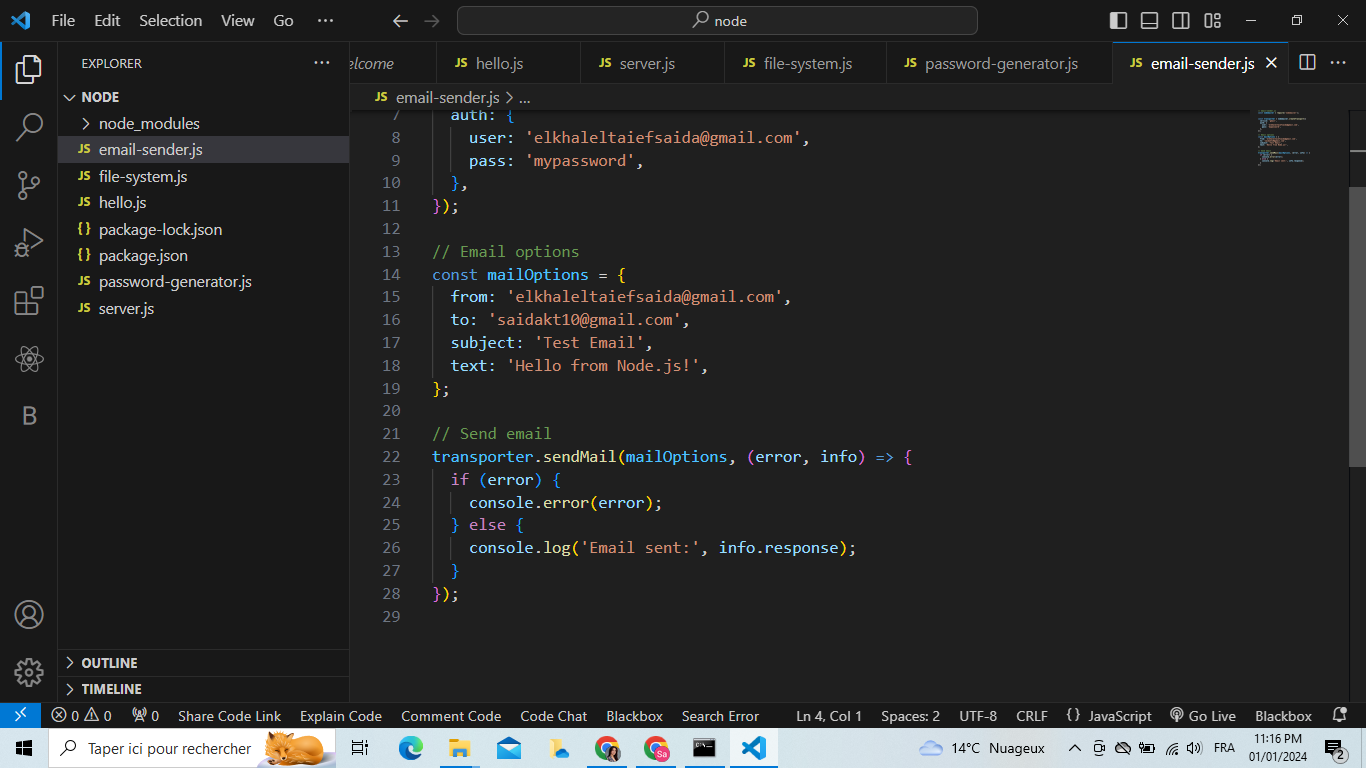 File Edit Selection View Go ··· node
EXPLORER ···
NODE
node_modules
JS email-sender.js
JS file-system.js
JS hello.js
{} package-lock.json
{} package.json
JS password-generator.js
JS server.js
OUTLINE
TIMELINE
elcome JS hello.js JS server.js JS file-system.js JS password-generator.js JS email-sender.js ···
JS email-sender.js > ...
7 auth: {
8 user: 'elkhaleltaiefsaida@gmail.com',
9 pass: 'mypassword',
10 },
11 });
12
13 // Email options
14 const mailOptions = {
15 from: 'elkhaleltaiefsaida@gmail.com',
16 to: 'saidakt10@gmail.com',
17 subject: 'Test Email',
18 text: 'Hello from Node.js!',
19 };
20
21 // Send email
22 transporter.sendMail(mailOptions, (error, info) => {
23 if (error) {
24 console.error(error);
25 } else {
26 console.log('Email sent:', info.response);
27 }
28 });
29
B
0 0 0 Share Code Link Explain Code Comment Code Code Chat Blackbox Search Error Ln 4, Col 1 Spaces: 2 UTF-8 CRLF {} JavaScript Go Live Blackbox
Taper ici pour rechercher Sa 14°C Nuageux FRA 11:16 PM
01/01/2024 2